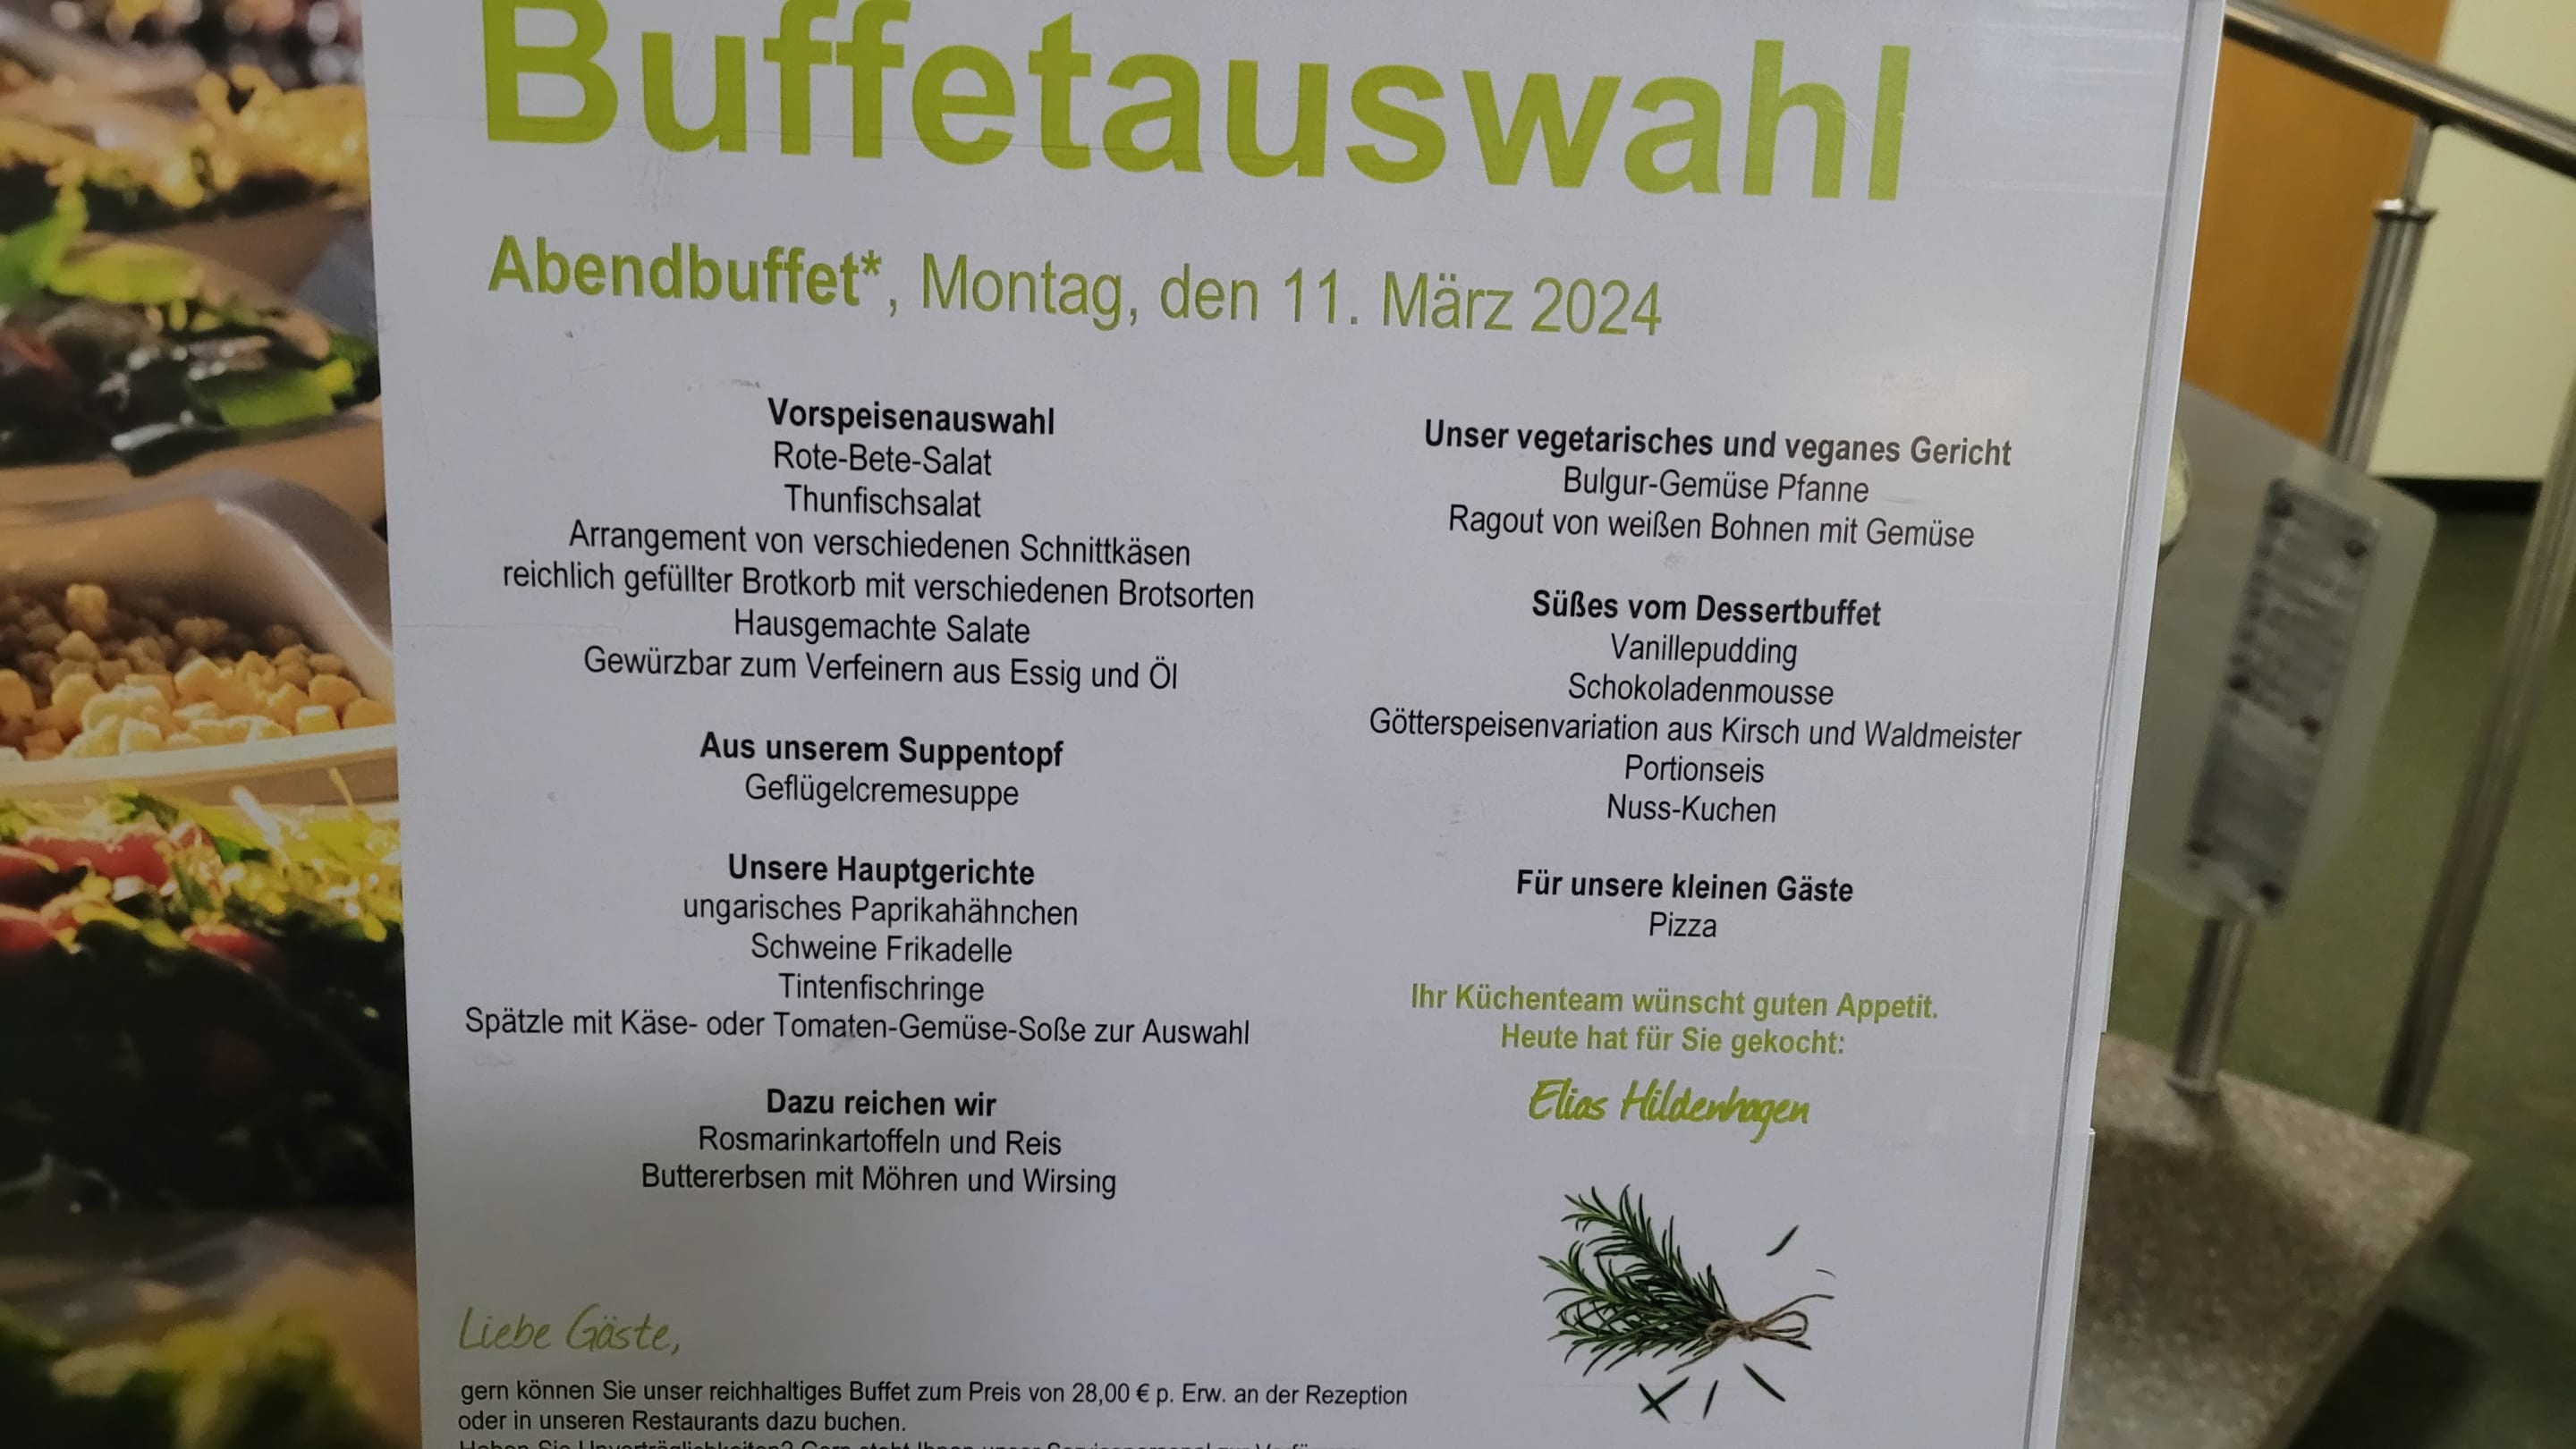 Buffetauswahl
Abendbuffet*, Montag, den 11. März 2024
Vorspeisenauswahl
Rote-Bete-Salat
Thunfischsalat
Arrangement von verschiedenen Schnittkäsen
reichlich gefüllter Brotkorb mit verschiedenen Brotsorten
Hausgemachte Salate
Gewürzbar zum Verfeinern aus Essig und Öl
Aus unserem Suppentopf
Geflügelcremesuppe
Unsere Hauptgerichte
ungarisches Paprikahähnchen
Schweine Frikadelle
Tintenfischringe
Spätzle mit Käse- oder Tomaten-Gemüse-Soße zur Auswahl
Dazu reichen wir
Rosmarinkartoffeln und Reis
Buttererbsen mit Möhren und Wirsing
Unser vegetarisches und veganes Gericht
Bulgur-Gemüse Pfanne
Ragout von weißen Bohnen mit Gemüse
Süßes vom Dessertbuffet
Vanillepudding
Schokoladenmousse
Götterspeisenvariation aus Kirsch und Waldmeister
Portionseis
Nuss-Kuchen
Für unsere kleinen Gäste
Pizza
Ihr Küchenteam wünscht guten Appetit.
Heute hat für Sie gekocht:
Elias Hildenhagen
Liebe Gäste,
gern können Sie unser reichhaltiges Buffet zum Preis von 28,00 € p. Erw. an der Rezeption
oder in unseren Restaurants dazu buchen.